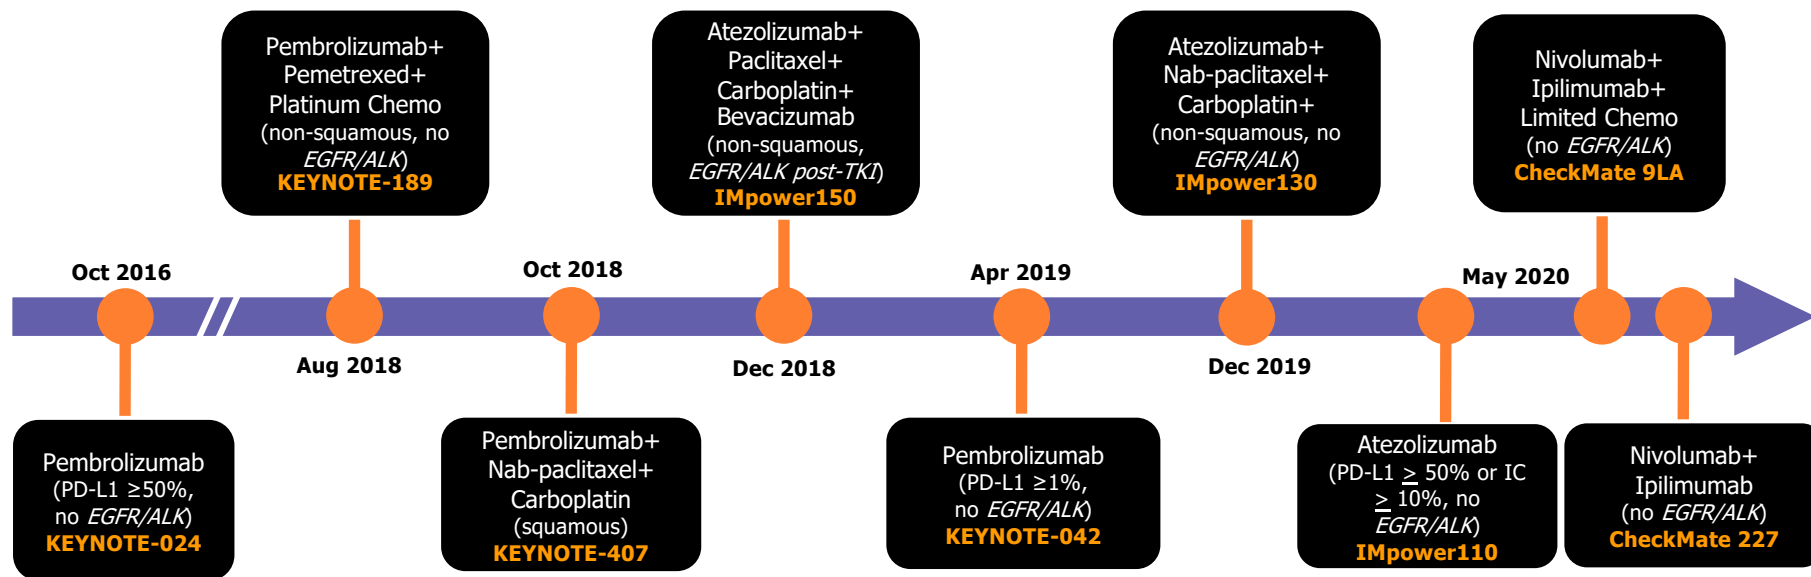 Pembrolizumab+
Pemetrexed+
Platinum Chemo
(non-squamous, no
EGFR/ALK)
KEYNOTE-189
Atezolizumab+
Paclitaxel+
Carboplatin+
Bevacizumab
(non-squamous,
EGFR/ALK post-TKI)
IMpower150
Atezolizumab+
Nab-paclitaxel+
Carboplatin+
(non-squamous, no
EGFR/ALK)
IMpower130
Nivolumab+
Ipilimumab+
Limited Chemo
(no EGFR/ALK)
CheckMate 9LA
Oct 2016
Oct 2018
Apr 2019
May 2020
Aug 2018
Dec 2018
Dec 2019
Pembrolizumab
(PD-L1 ≥50%,
no EGFR/ALK)
KEYNOTE-024
Pembrolizumab+
Nab-paclitaxel+
Carboplatin
(squamous)
KEYNOTE-407
Pembrolizumab
(PD-L1 ≥1%,
no EGFR/ALK)
KEYNOTE-042
Atezolizumab
(PD-L1 ≥ 50% or IC
≥ 10%, no
EGFR/ALK)
IMpower110
Nivolumab+
Ipilimumab
(no EGFR/ALK)
CheckMate 227